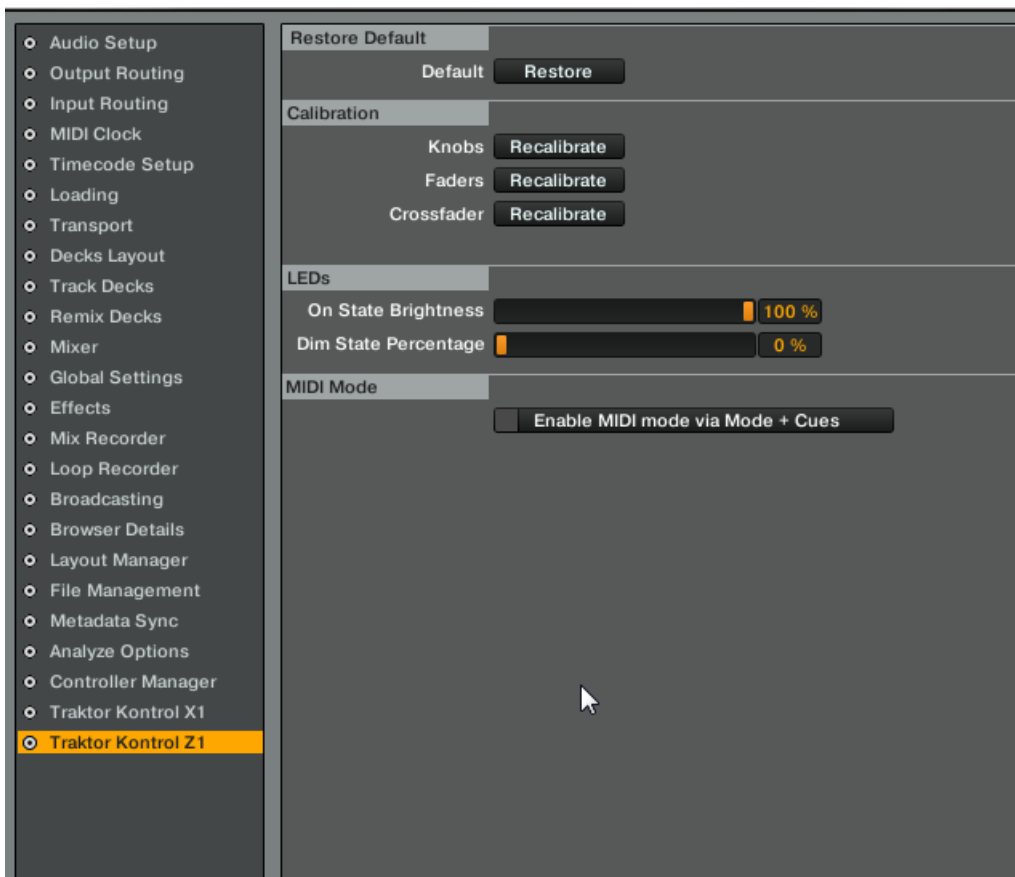 Audio Setup
Output Routing
Input Routing
MIDI Clock
Timecode Setup
Loading
Transport
Decks Layout
Track Decks
Remix Decks
Mixer
Global Settings
Effects
Mix Recorder
Loop Recorder
Broadcasting
Browser Details
Layout Manager
File Management
Metadata Sync
Analyze Options
Controller Manager
Traktor Kontrol X1
Traktor Kontrol Z1
Restore Default
Default Restore
Calibration
Knobs Recalibrate
Faders Recalibrate
Crossfader Recalibrate
LEDs
On State Brightness 100 %
Dim State Percentage 0 %
MIDI Mode
Enable MIDI mode via Mode + Cues